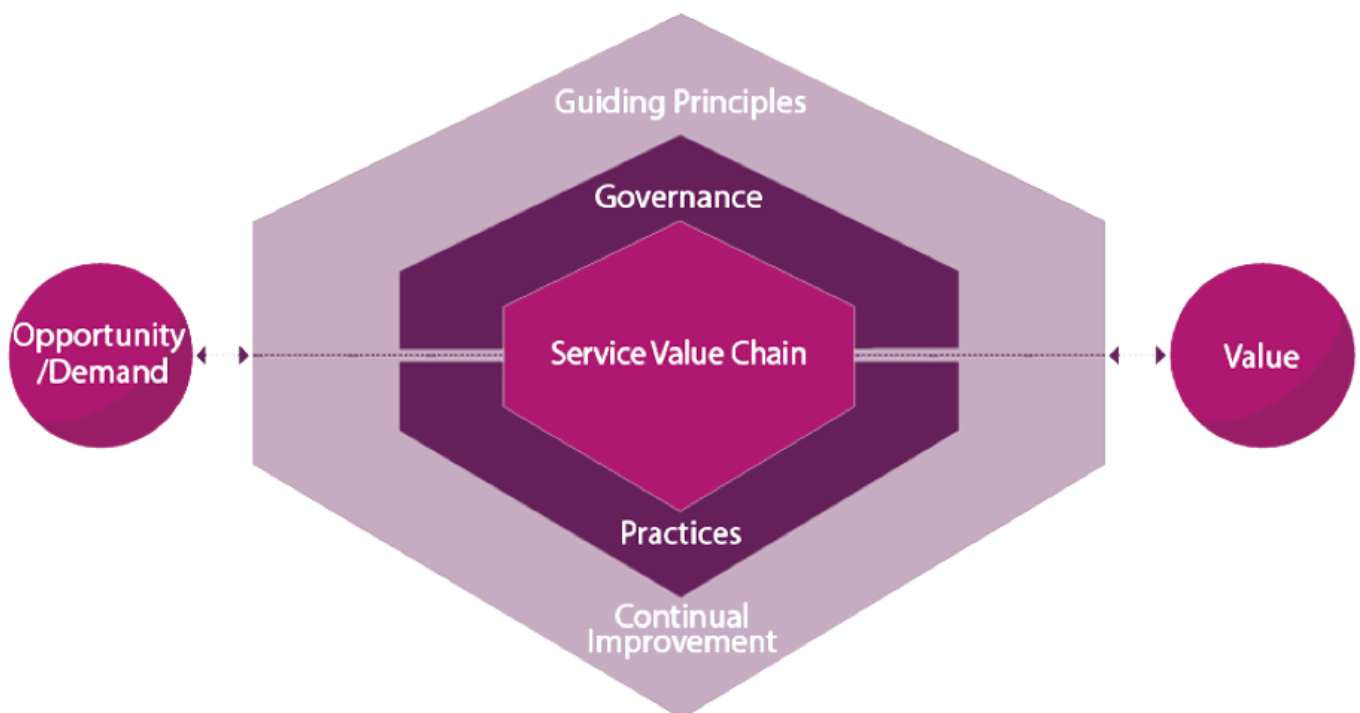 Guiding Principles
Governance
Opportunity
/Demand
Service Value Chain
Value
Practices
Continual
Improvement